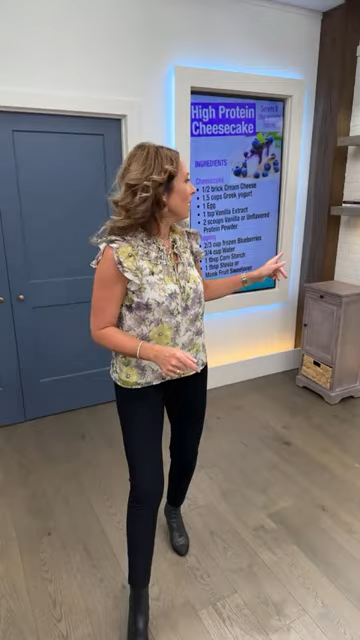 High Protein
Cheesecake
INGREDIENTS
Cheesecake
• 1/2 brick Cream Cheese
• 1.5 cups Greek yogurt
• 1 Egg
• 1 tsp Vanilla Extract
• 2 scoops Vanilla or Unflavored
Protein Powder
2/3 cup frozen Blueberries
3/4 cup Water
• 1 tbsp Corn Starch
• 1 tbsp Stevia or
Monk Fruit Sweetener